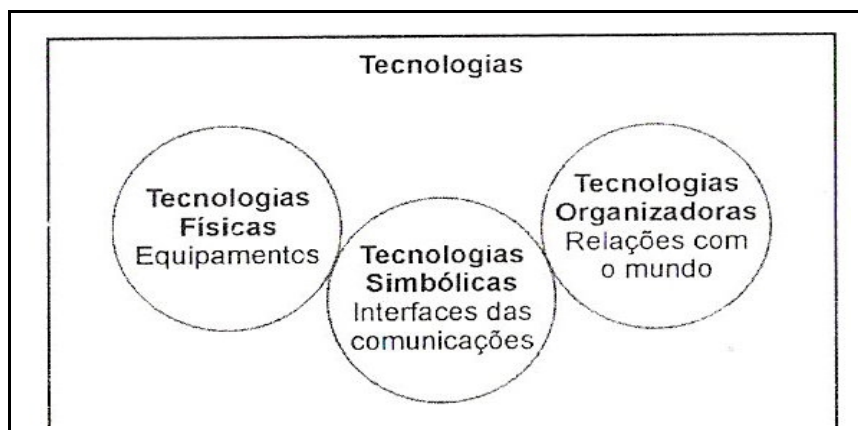 Tecnologias
Tecnologias
Físicas
Equipamentos
Tecnologias
Simbólicas
Interfaces das
comunicações
Tecnologias
Organizadoras
Relações com
o mundo